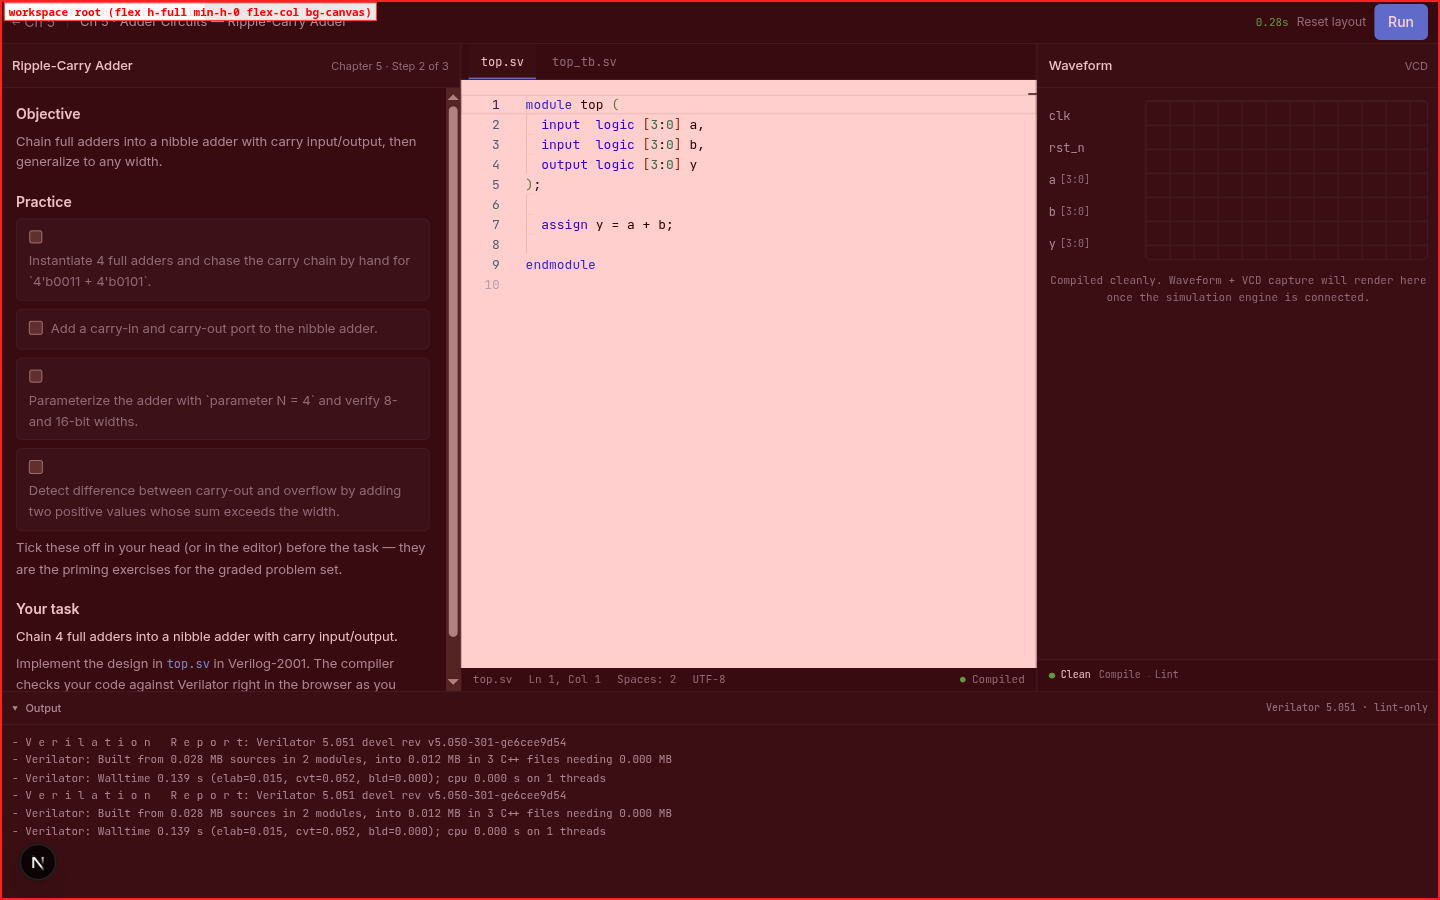 workspace root (flex h-full min-h-0 flex-col bg-canvas)
← Ch 5
Ch 5 · Adder Circuits — Ripple-Carry Adder
0.28s Reset layout Run
Ripple-Carry Adder
Chapter 5 · Step 2 of 3
Objective
Chain full adders into a nibble adder with carry input/output, then
generalize to any width.
Practice
Instantiate 4 full adders and chase the carry chain by hand for
`4'b0011 + 4'b0101`.
Add a carry-in and carry-out port to the nibble adder.
Parameterize the adder with `parameter N = 4` and verify 8-
and 16-bit widths.
Detect difference between carry-out and overflow by adding
two positive values whose sum exceeds the width.
Tick these off in your head (or in the editor) before the task — they
are the priming exercises for the graded problem set.
Your task
Chain 4 full adders into a nibble adder with carry input/output.
Implement the design in top.sv in Verilog-2001. The compiler
checks your code against Verilator right in the browser as you
top.sv top_tb.sv
1 module top (
2 input  logic [3:0] a,
3 input  logic [3:0] b,
4 output logic [3:0] y
5 );
6
7 assign y = a + b;
8
9 endmodule
10
top.sv Ln 1, Col 1 Spaces: 2 UTF-8
Compiled
Waveform
VCD
clk
rst_n
a [3:0]
b [3:0]
y [3:0]
Compiled cleanly. Waveform + VCD capture will render here
once the simulation engine is connected.
Clean Compile · Lint
Output
Verilator 5.051 · lint-only
- V e r i l a t i o n   R e p o r t: Verilator 5.051 devel rev v5.050-301-ge6cee9d54
- Verilator: Built from 0.028 MB sources in 2 modules, into 0.012 MB in 3 C++ files needing 0.000 MB
- Verilator: Walltime 0.139 s (elab=0.015, cvt=0.052, bld=0.000); cpu 0.000 s on 1 threads
- V e r i l a t i o n   R e p o r t: Verilator 5.051 devel rev v5.050-301-ge6cee9d54
- Verilator: Built from 0.028 MB sources in 2 modules, into 0.012 MB in 3 C++ files needing 0.000 MB
- Verilator: Walltime 0.139 s (elab=0.015, cvt=0.052, bld=0.000); cpu 0.000 s on 1 threads
N